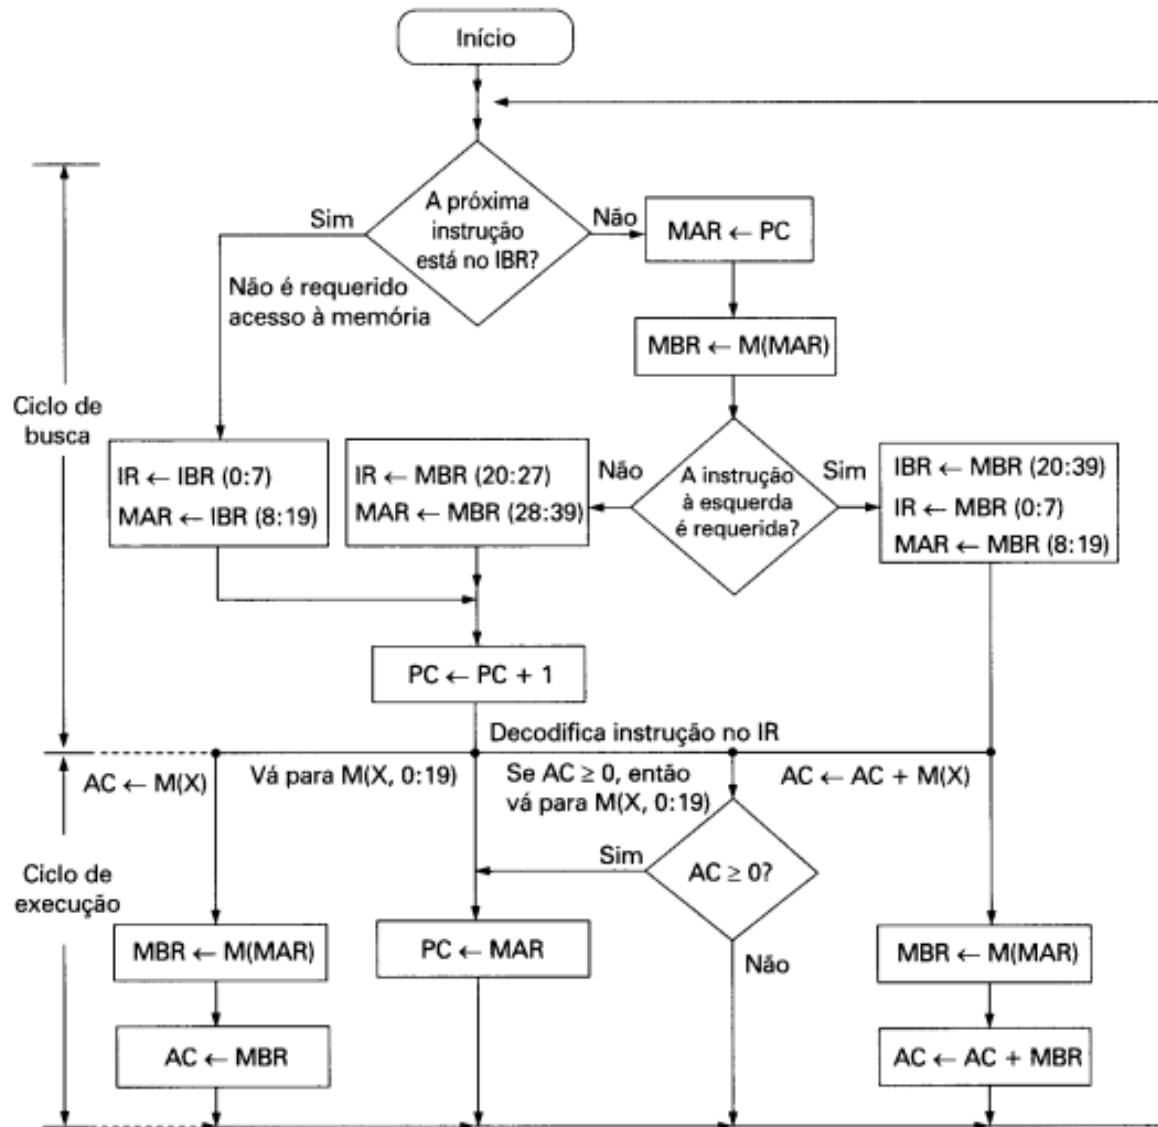 Início
A próxima
instrução
está no IBR?
Sim
Não
MAR ← PC
Não é requerido
acesso à memória
MBR ← M(MAR)
Ciclo de
busca
IR ← IBR (0:7)
MAR ← IBR (8:19)
IR ← MBR (20:27)
MAR ← MBR (28:39)
Não
A instrução
à esquerda
é requerida?
Sim
IBR ← MBR (20:39)
IR ← MBR (0:7)
MAR ← MBR (8:19)
PC ← PC + 1
Decodifica instrução no IR
AC ← M(X)
Vá para M(X, 0:19)
Se AC ≥ 0, então
vá para M(X, 0:19)
AC ← AC + M(X)
Ciclo de
execução
Sim
AC ≥ 0?
MBR ← M(MAR)
PC ← MAR
Não
MBR ← M(MAR)
AC ← MBR
AC ← AC + MBR